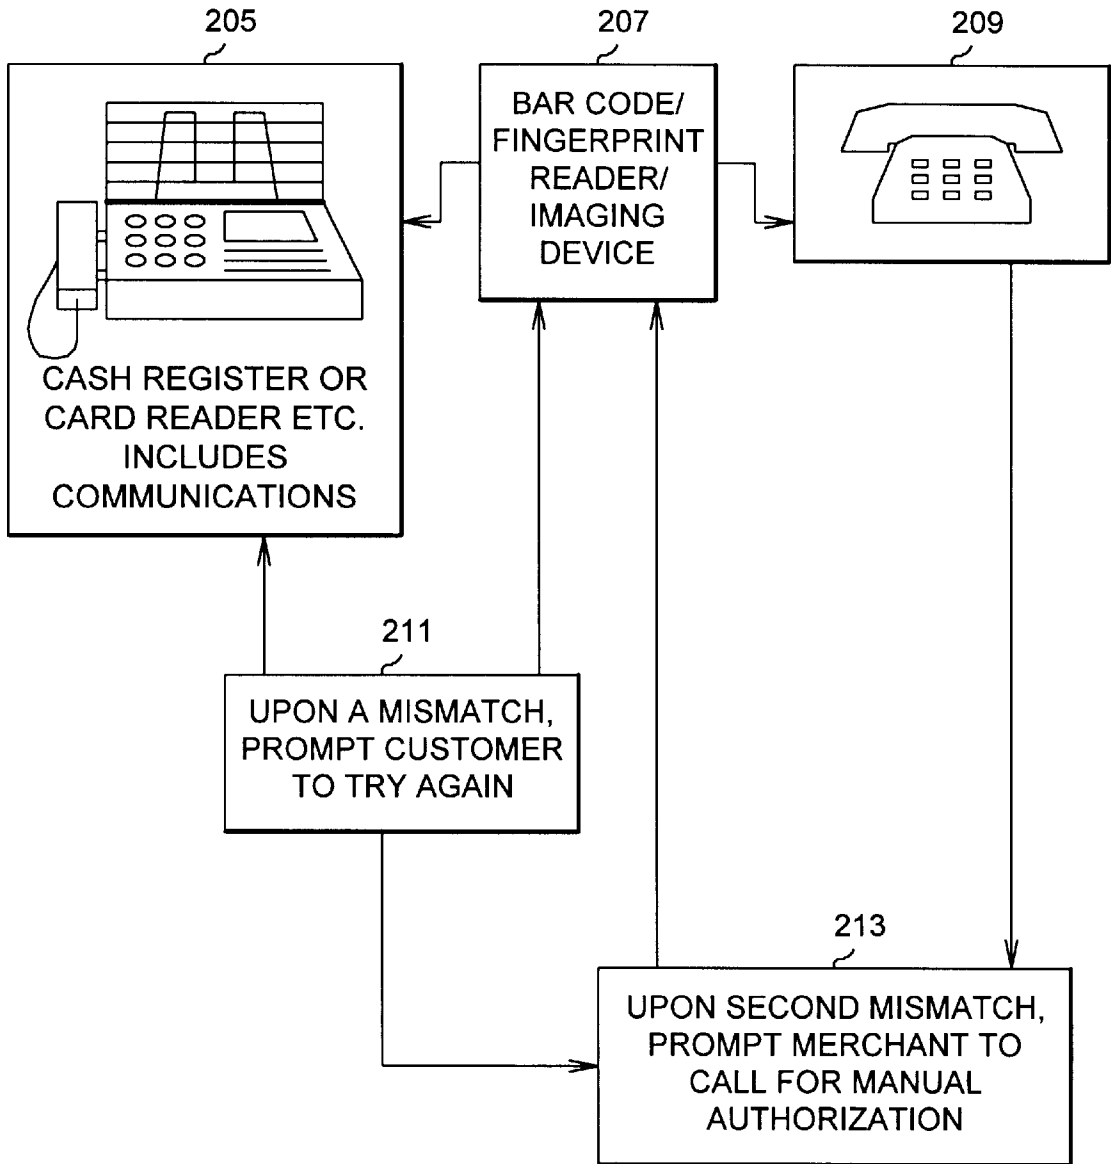 205
207
209
BAR CODE/
FINGERPRINT
READER/
IMAGING
DEVICE
CASH REGISTER OR
CARD READER ETC.
INCLUDES
COMMUNICATIONS
211
UPON A MISMATCH,
PROMPT CUSTOMER
TO TRY AGAIN
213
UPON SECOND MISMATCH,
PROMPT MERCHANT TO
CALL FOR MANUAL
AUTHORIZATION